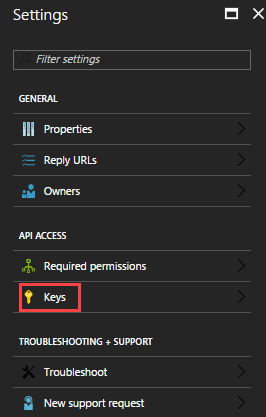 Settings
Filter settings
GENERAL
Properties
Reply URLs
Owners
API ACCESS
Required permissions
Keys
TROUBLESHOOTING + SUPPORT
Troubleshoot
New support request